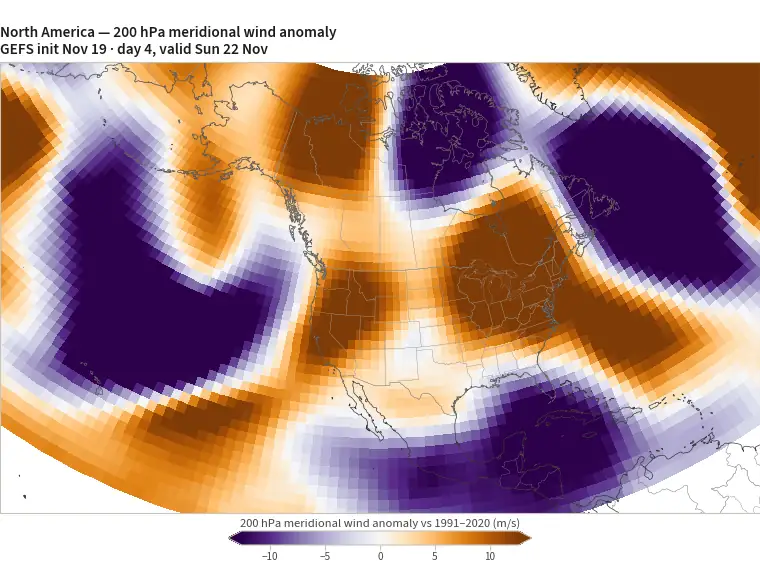 North America — 200 hPa meridional wind anomaly
GEFS init Nov 19 · day 4, valid Sun 22 Nov
200 hPa meridional wind anomaly vs 1991–2020 (m/s)
−10 −5 0 5 10